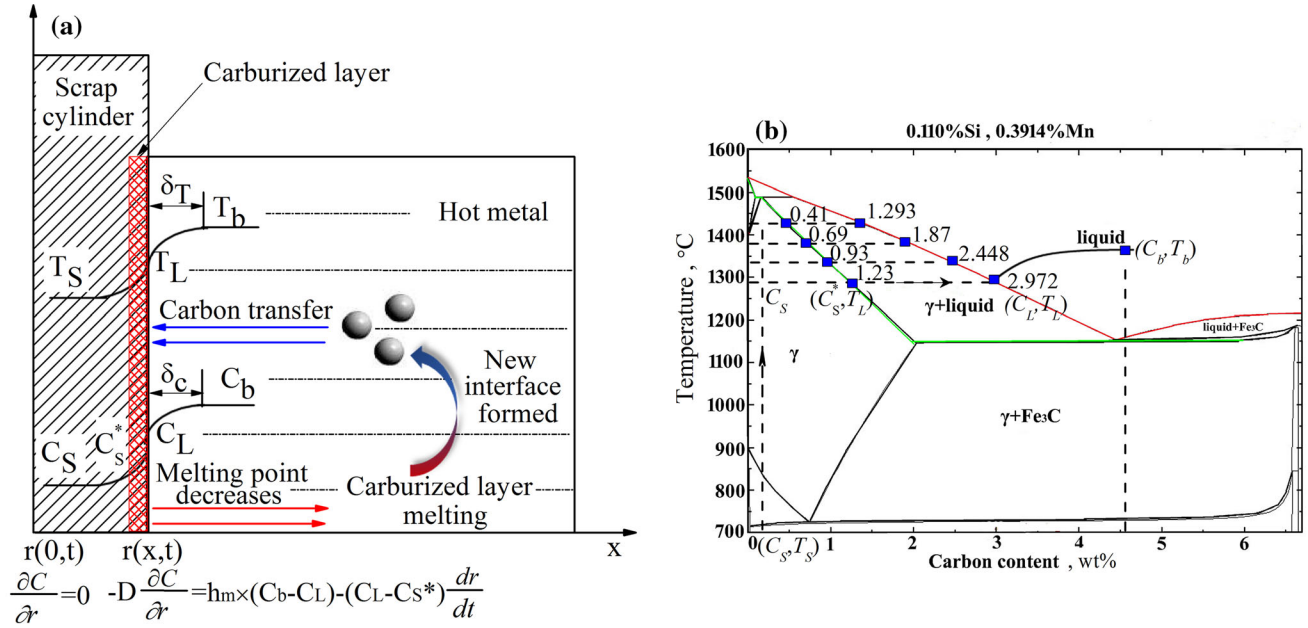 (a)
Carburized layer
Scrap
cylinder
δT
Tb
Hot metal
TS
TL
Carbon transfer
δc
Cb
New
interface
formed
CS
CS*
CL
Melting point
decreases
Carburized layer
melting
r(0,t)
r(x,t)
x
∂C/∂r=0
-D ∂C/∂r=hm×(Cb-CL)-(CL-CS*) dr/dt
(b)
0.110%Si , 0.3914%Mn
Temperature , °C
1600
1500
1400
1300
1200
1100
1000
900
800
700
0.41
1.293
0.69
1.87
0.93
2.448
1.23
2.972
liquid
(Cb,Tb)
CS
(CS*,TL)
γ+liquid
(CL,TL)
liquid+Fe3C
γ
γ+Fe3C
0 1 2 3 4 5 6
(CS,TS)
Carbon content , wt%